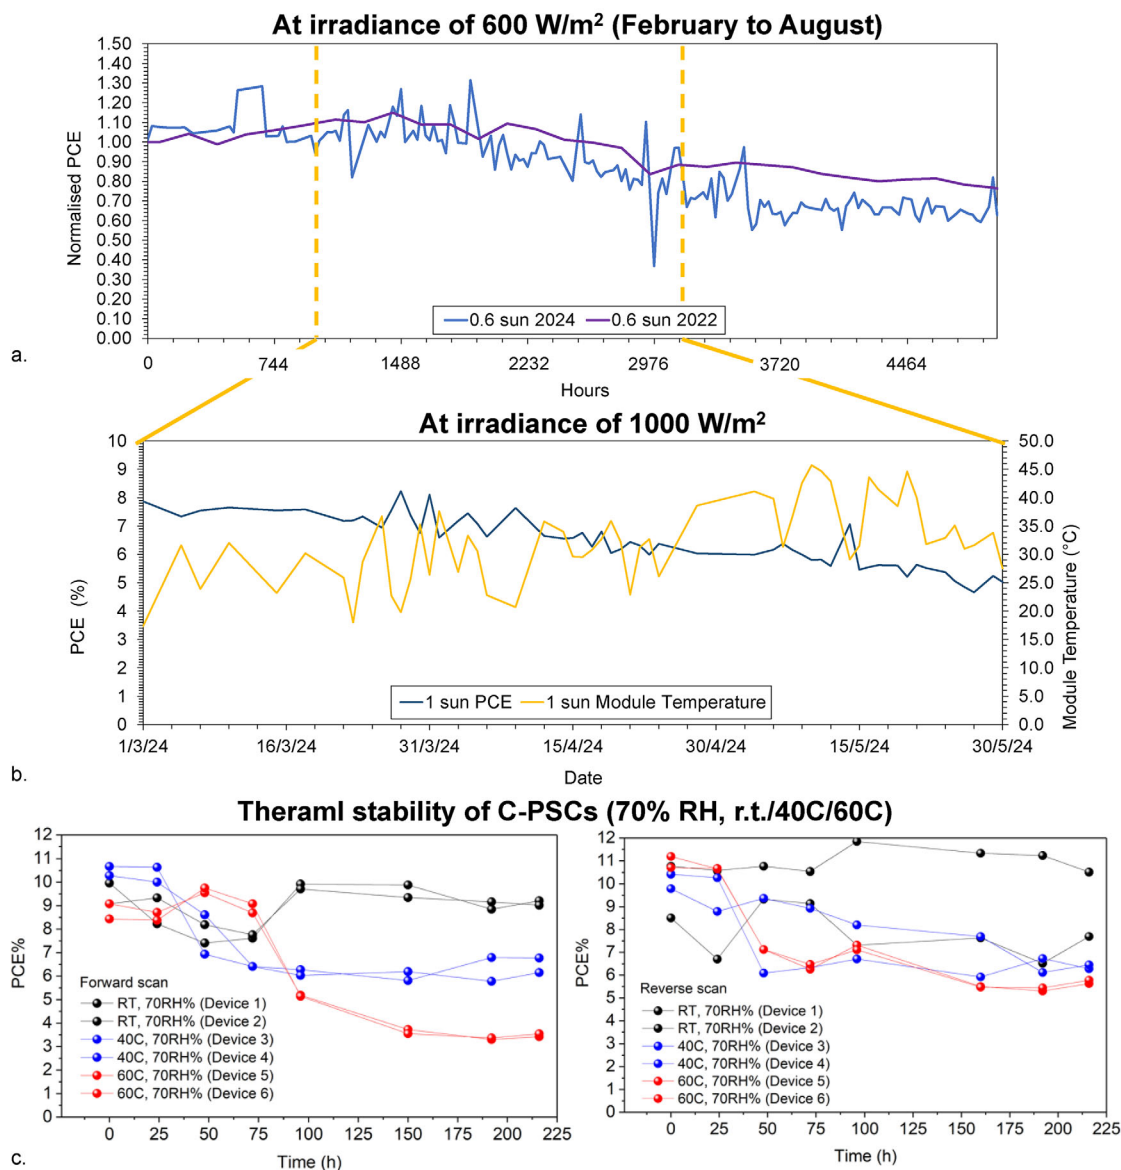 At irradiance of 600 W/m² (February to August)
1.50
1.40
1.30
1.20
1.10
1.00
0.90
0.80
0.70
0.60
0.50
0.40
0.30
0.20
0.10
0.00
Normalised PCE
0.6 sun 2024 0.6 sun 2022
a.
0 744 1488 2232 2976 3720 4464
Hours
At irradiance of 1000 W/m²
10
9
8
7
6
5
4
3
2
1
0
PCE (%)
50.0
45.0
40.0
35.0
30.0
25.0
20.0
15.0
10.0
5.0
0.0
Module Temperature (°C)
1 sun PCE 1 sun Module Temperature
1/3/24 16/3/24 31/3/24 15/4/24 30/4/24 15/5/24 30/5/24
Date
b.
Theraml stability of C-PSCs (70% RH, r.t./40C/60C)
12
11
10
9
8
7
6
5
4
3
2
1
0
PCE%
Forward scan
RT, 70RH% (Device 1)
RT, 70RH% (Device 2)
40C, 70RH% (Device 3)
40C, 70RH% (Device 4)
60C, 70RH% (Device 5)
60C, 70RH% (Device 6)
0 25 50 75 100 125 150 175 200 225
Time (h)
12
11
10
9
8
7
6
5
4
3
2
1
0
PCE%
Reverse scan
RT, 70RH% (Device 1)
RT, 70RH% (Device 2)
40C, 70RH% (Device 3)
40C, 70RH% (Device 4)
60C, 70RH% (Device 5)
60C, 70RH% (Device 6)
0 25 50 75 100 125 150 175 200 225
Time (h)
c.